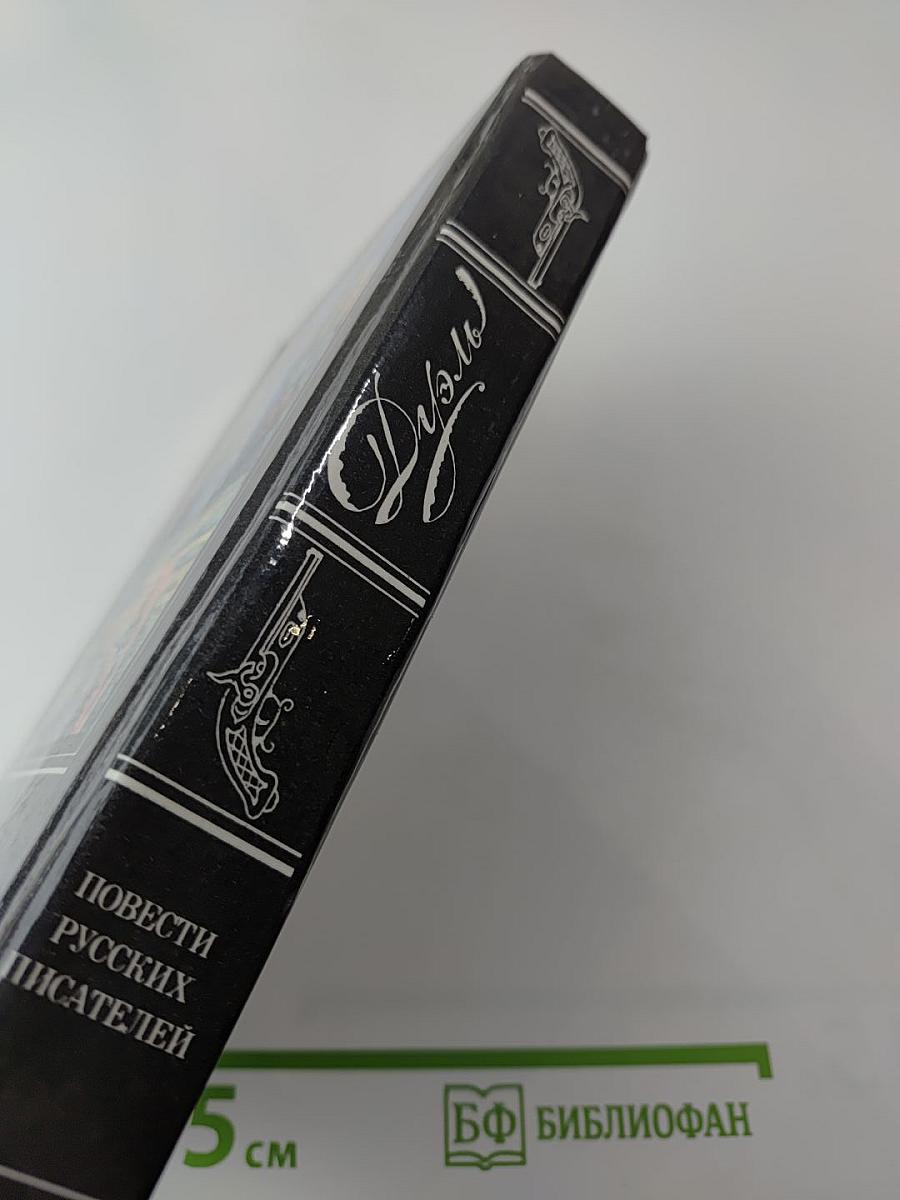 Дуэль
ПОВЕСТИ
РУССКИХ
ПИСАТЕЛЕЙ
5 см
БФ БИБЛИОФАН